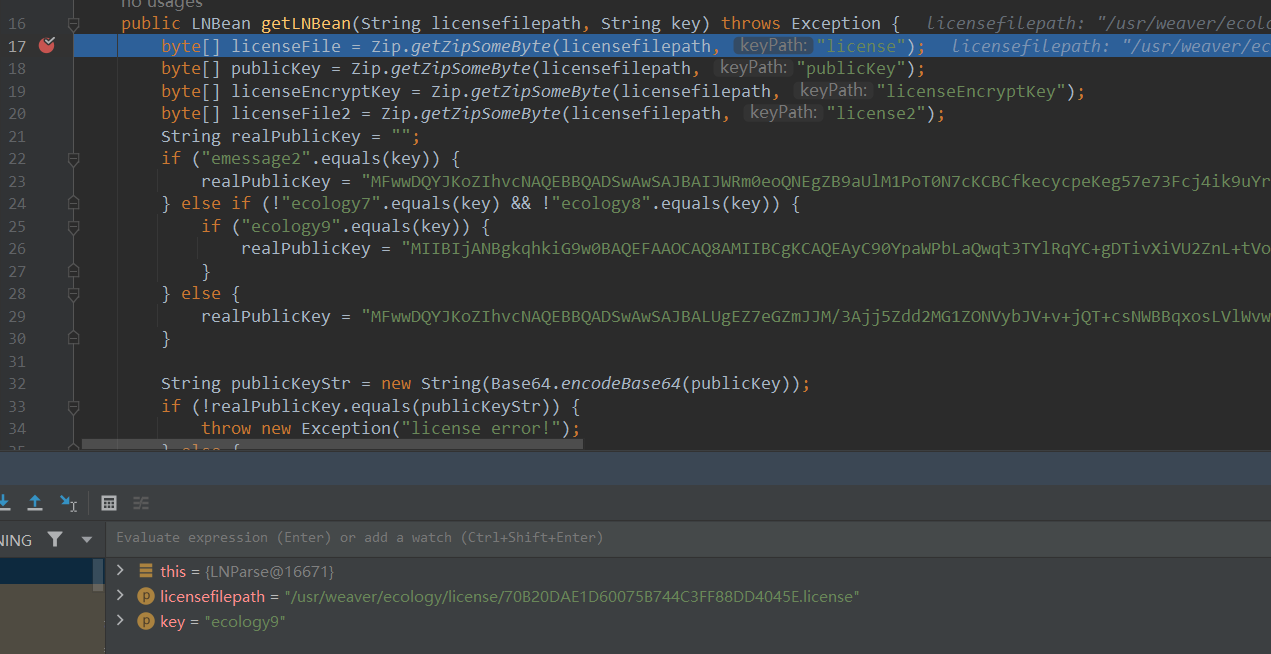 no usages
16 public LNBean getLNBean(String licensefilepath, String key) throws Exception { licensefilepath: "/usr/weaver/ecolo
17 byte[] licenseFile = Zip.getZipSomeByte(licensefilepath, keyPath: "license"); licensefilepath: "/usr/weaver/ec
18 byte[] publicKey = Zip.getZipSomeByte(licensefilepath, keyPath: "publicKey");
19 byte[] licenseEncryptKey = Zip.getZipSomeByte(licensefilepath, keyPath: "licenseEncryptKey");
20 byte[] licenseFile2 = Zip.getZipSomeByte(licensefilepath, keyPath: "license2");
21 String realPublicKey = "";
22 if ("emessage2".equals(key)) {
23 realPublicKey = "MFwwDQYJKoZIhvcNAQEBBQADSwAwSAJBAIJWRm0eoQNEgZB9aUlM1PoT0N7cKCBCfkecycpeKeg57e73Fcj4ik9uYr
24 } else if (!"ecology7".equals(key) && !"ecology8".equals(key)) {
25 if ("ecology9".equals(key)) {
26 realPublicKey = "MIIBIjANBgkqhkiG9w0BAQEFAAOCAQ8AMIIBCgKCAQEAyC90YpaWPbLaQwqt3TYlRqYC+gDTivXiVU2ZnL+tVo
27 }
28 } else {
29 realPublicKey = "MFwwDQYJKoZIhvcNAQEBBQADSwAwSAJBALUgEZ7eGZmJJM/3Ajj5Zdd2MG1ZONVybJV+v+jQT+csNWBBqxosLVlWvw
30 }
31
32 String publicKeyStr = new String(Base64.encodeBase64(publicKey));
33 if (!realPublicKey.equals(publicKeyStr)) {
34 throw new Exception("license error!");
35 } else {
NING Evaluate expression (Enter) or add a watch (Ctrl+Shift+Enter)
this = {LNParse@16671}
licensefilepath = "/usr/weaver/ecology/license/70B20DAE1D60075B744C3FF88DD4045E.license"
key = "ecology9"